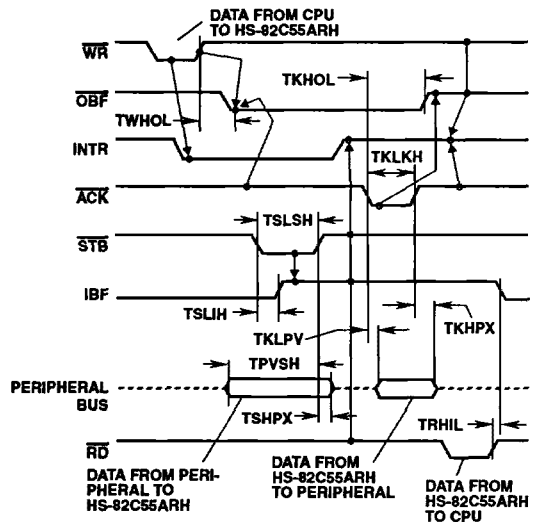 DATA FROM CPU
TO HS-82C55ARH
WR
TKHOL
OBF
TWHOL
INTR
TKLKH
ACK
TSLSH
STB
IBF
TSLIH
TKLPV
TKHPX
TPVSH
PERIPHERAL
BUS
TSHPX
TRHIL
RD
DATA FROM PERI-
PHERAL TO
HS-82C55ARH
DATA FROM
HS-82C55ARH
TO PERIPHERAL
DATA FROM
HS-82C55ARH
TO CPU